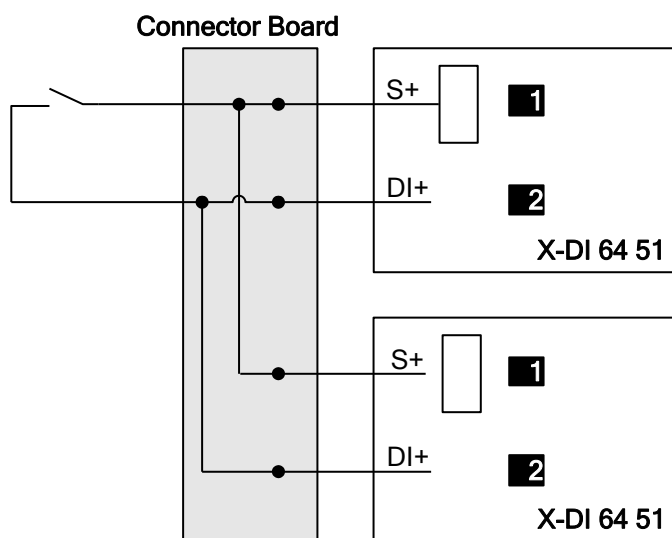 Connector Board
S+
1
DI+
2
X-DI 64 51
S+
1
DI+
2
X-DI 64 51